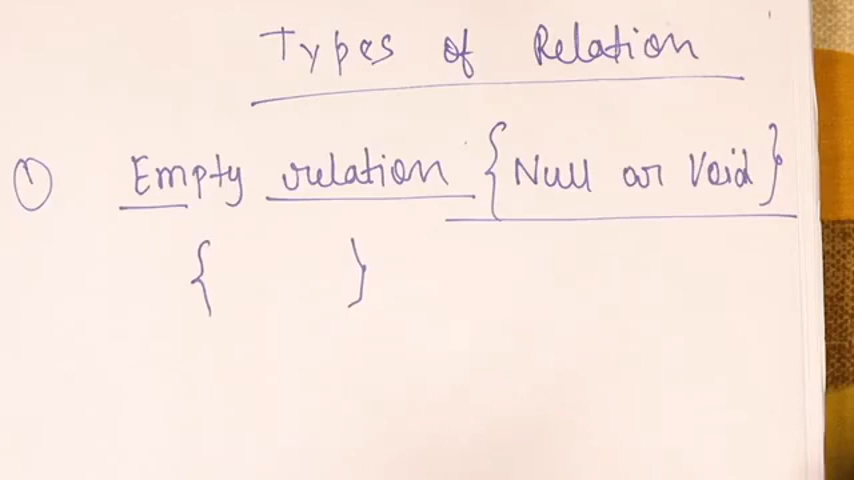 Types of Relation
① Empty relation {Null or Void}
{ }